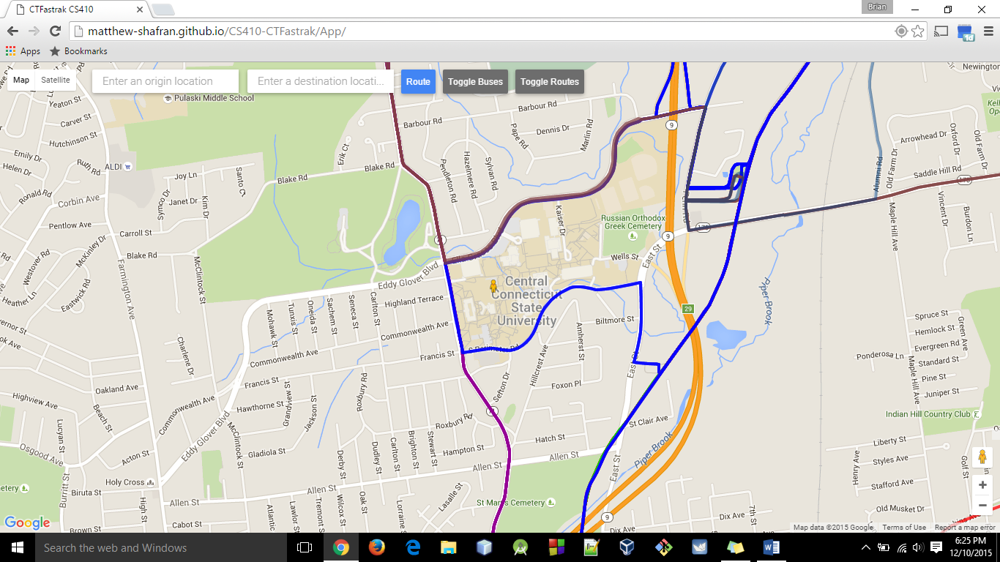 CTFastrak CS410
Brian
matthew-shafran.github.io/CS410-CTFastrak/App/
1d
Apps
Bookmarks
Map
Satellite
Enter an origin location
Enter a destination locati...
Route
Toggle Buses
Toggle Routes
Newington
Yeaton St
Pulaski Middle School
Carver St
Hutchinson St
Barbour Rd
Barbour Rd
Dennis Dr
Pape Rd
Marlin Rd
9
Arrowhead Dr
Oxford Dr
Old Farm Dr
Emily Dr
Ruth Rd
Helen Dr
ALDI
Erik Ct
Joy Ln
Santo Ct
Blake Rd
Blake Rd
Pendleton Rd
Hazelmere Rd
Sylvan Rd
Alumni Rd
Old Farm Dr
Saddle Hill Rd
Ronald Rd
Corbin Ave
Janet Dr
Kim Dr
Pentlow Ave
Carroll St
McKinley Dr
Blake Rd
Kaiser Dr
Russian Orthodox
Greek Cemetery
Maple Hill Ave
Vincent Dr
Burdon Ln
9
East St
Wells St
Westover Rd
Eastwick Rd
Heather Ln
Farmington Ave
McClintock St
Eddy Glover Blvd
Central
Connecticut
State
University
Highland Terrace
Mohawk St
Tunxis St
Oneida St
Sachem St
Seneca St
Carlton St
Commonwealth Ave
Biltmore St
29
Piper Brook
Spruce St
Hemlock St
Green Ave
Evergreen Rd
Ponderosa Ln
Standard St
Pine St
Juniper St
Maple Hill Ave
Charlene Dr
Commonwealth Ave
Francis St
S Perimeter Rd
Amherst St
Hillcrest Ave
East St
Oakland Ave
Francis St
Foxon Pl
Sefton Dr
Roxbury Rd
Highview Ave
Beach St
Commonwealth Ave
Hawthorne St
Grandview St
Jackson St
Roxbury Rd
St Clair Ave
Indian Hill Country Club
Lucyan St
Osgood Ave
Acton St
Eddy Glover Blvd
McClintock St
Gladiola St
Hampton St
Hatch St
Piper Brook
Liberty St
Styles Ave
Derby St
Dudley St
Carlton St
Brighton St
Stewart St
Allen St
Allen St
East St
Henry Ave
Golf St
Holy Cross
Stafford Ave
Burritt St
Biruta St
Allen St
Allen St
Lasalle St
St Mary's Cemetery
High St
Atlantic
Lawlor St
Tremont St
Wilcox St
Oak St
Lorraine
Old Musket Dr
7th St
9
Dix Ave
Dix Ave
Brown St
Cabot St
Google
Map data ©2015 Google
Terms of Use
Report a map error
Search the web and Windows
6:25 PM
12/10/2015